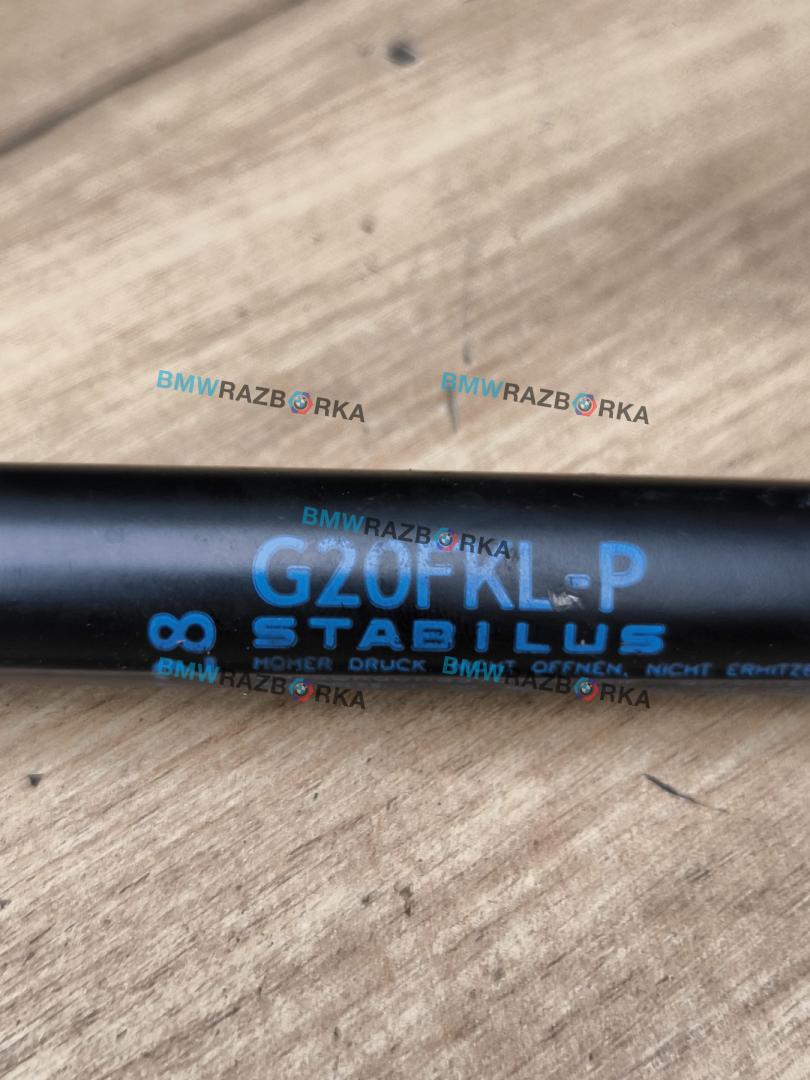 BMWRAZBORKA BMWRAZBORKA
BMWRAZBORKA
G20FKL-P
8 STABILUS
HOHER DRUCK. OFFNEN, NICHT ERHITZE
BMWRAZBORKA BMWRAZBORKA